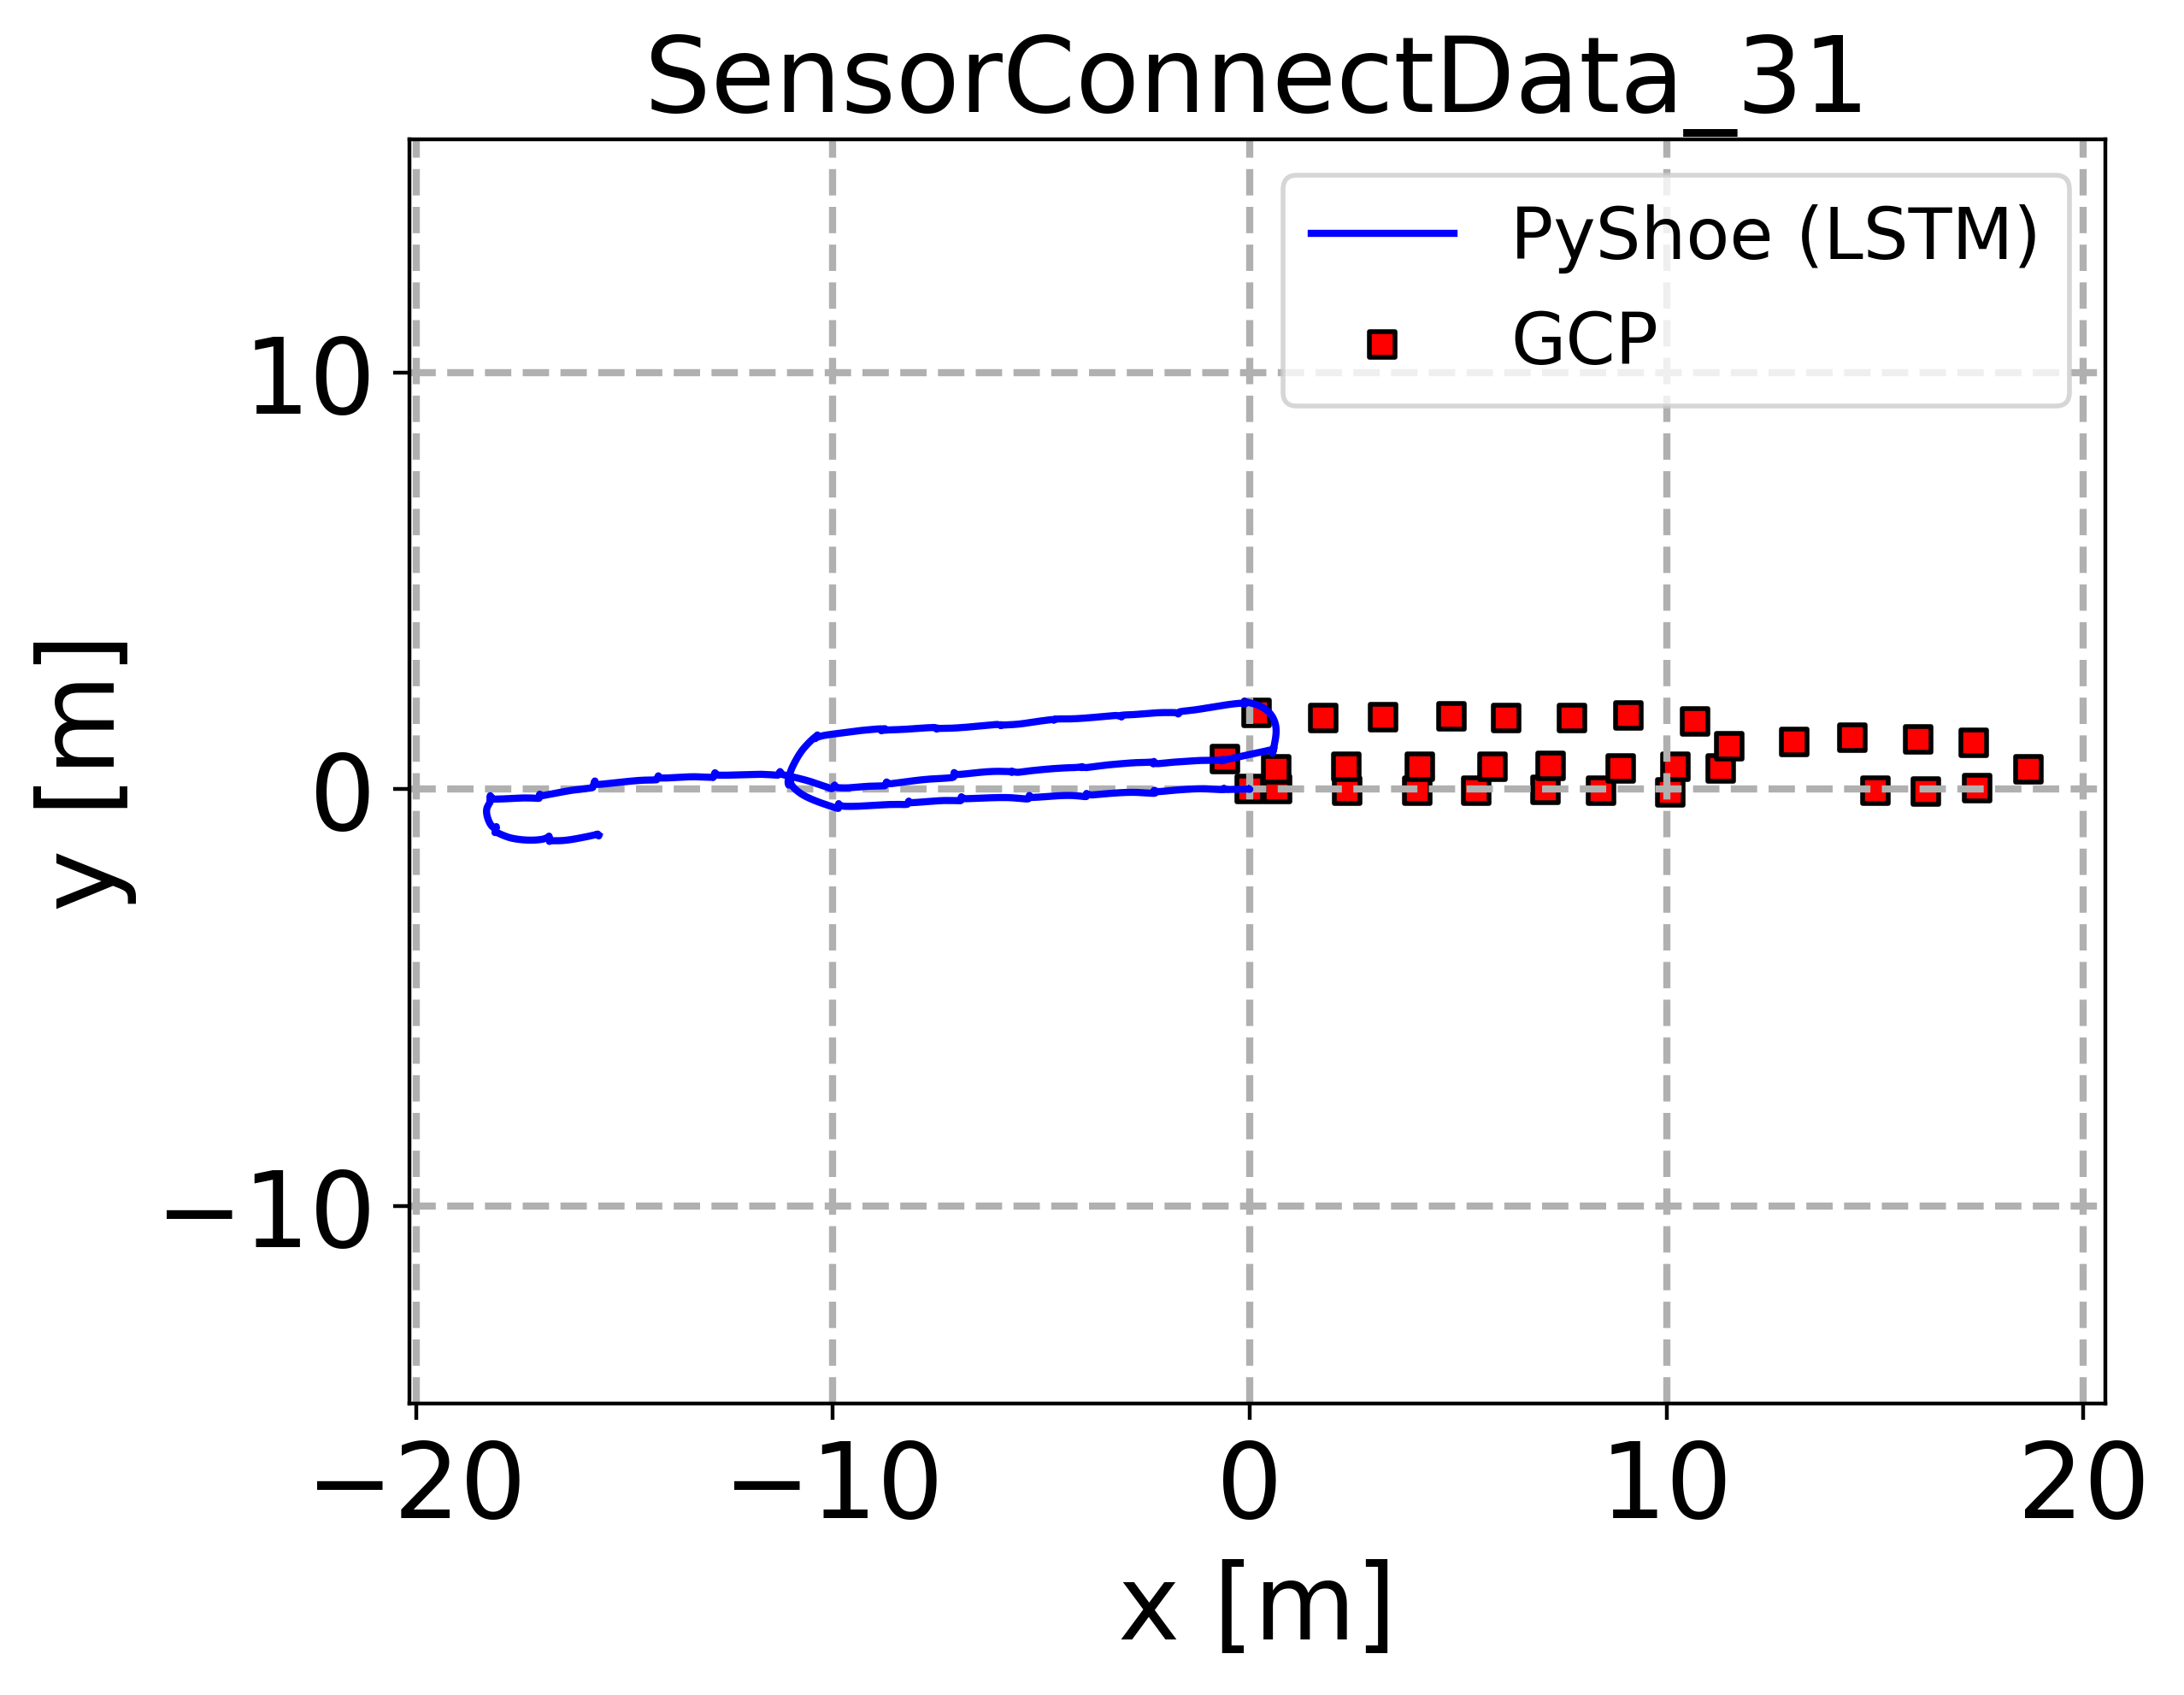 SensorConnectData_31
PyShoe (LSTM)
GCP
10
0
−10
y [m]
−20 −10 0 10 20
x [m]